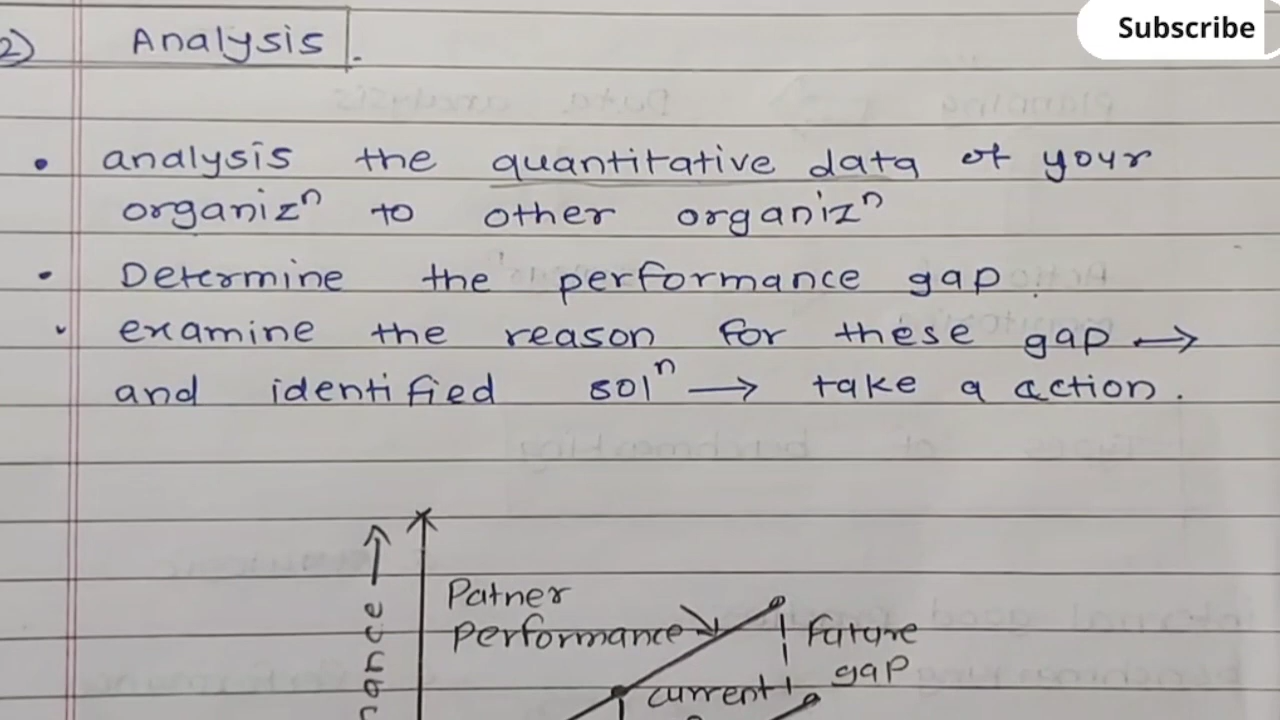 Subscribe
2) Analysis.
• analysis the quantitative data of your
organizⁿ to other organizⁿ
• Determine the performance gap.
• examine the reason for these gap →
and identified solⁿ → take a action.
Patner
Performance
Future
gap
current